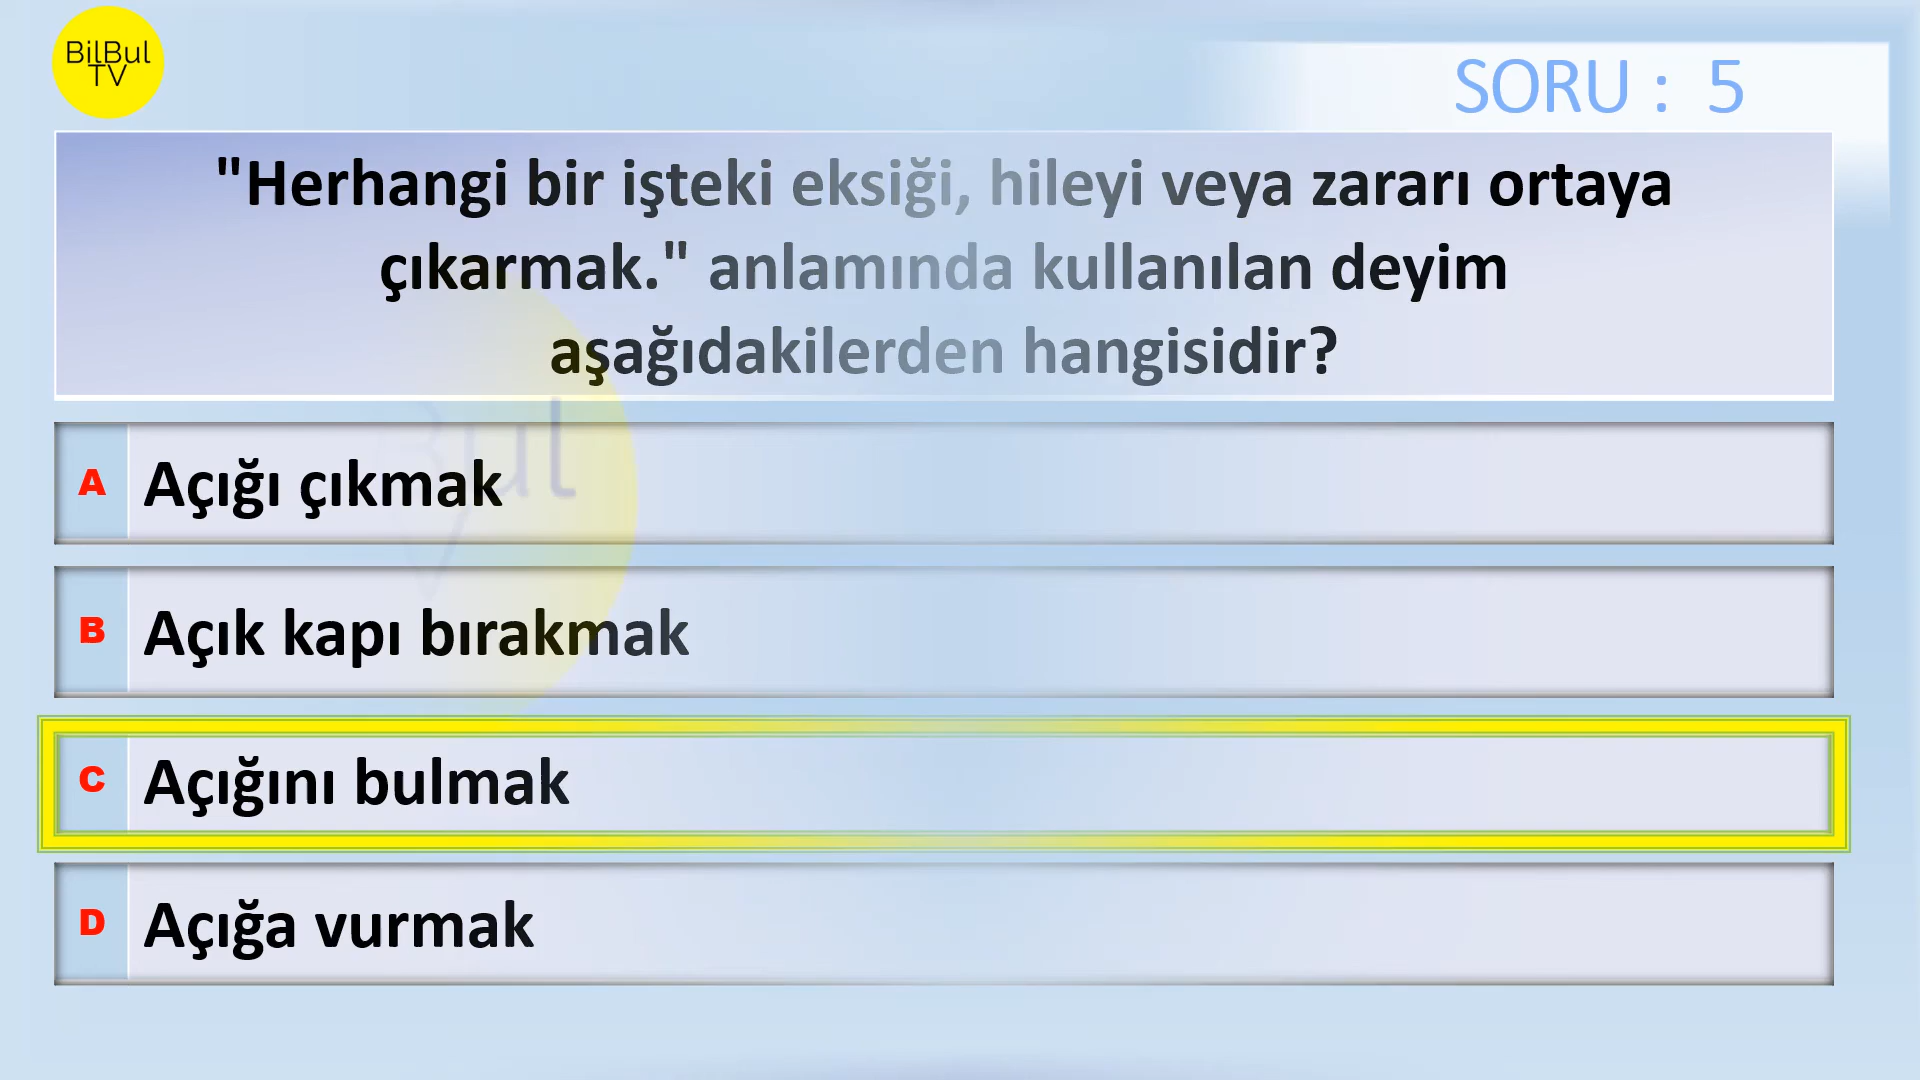 BilBul
TV
SORU : 5
"Herhangi bir işteki eksiği, hileyi veya zararı ortaya
çıkarmak." anlamında kullanılan deyim
aşağıdakilerden hangisidir?
A Açığı çıkmak
B Açık kapı bırakmak
C Açığını bulmak
D Açığa vurmak